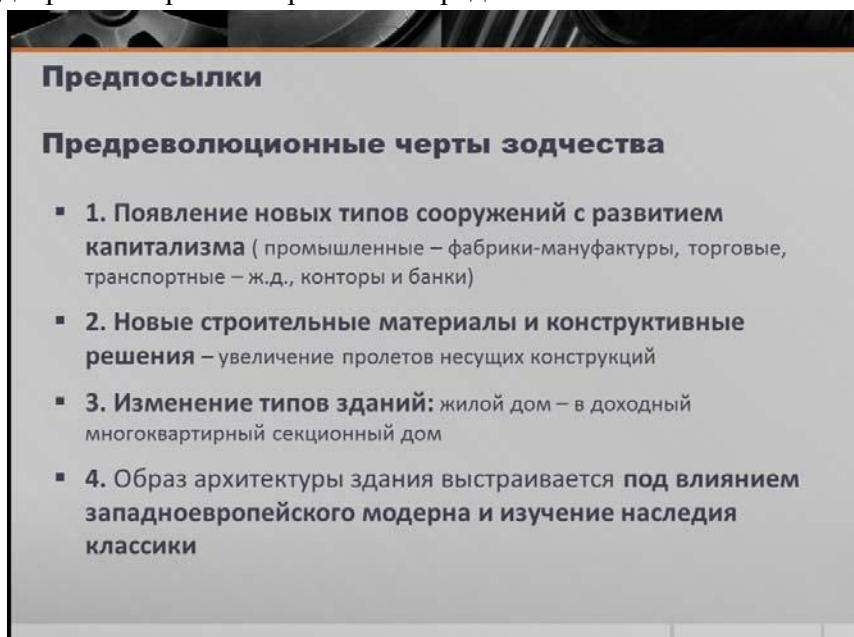 Предпосылки
Предреволюционные черты зодчества
▪ 1. Появление новых типов сооружений с развитием
капитализма ( промышленные – фабрики-мануфактуры, торговые,
транспортные – ж.д., конторы и банки)
▪ 2. Новые строительные материалы и конструктивные
решения – увеличение пролетов несущих конструкций
▪ 3. Изменение типов зданий: жилой дом – в доходный
многоквартирный секционный дом
▪ 4. Образ архитектуры здания выстраивается под влиянием
западноевропейского модерна и изучение наследия
классики